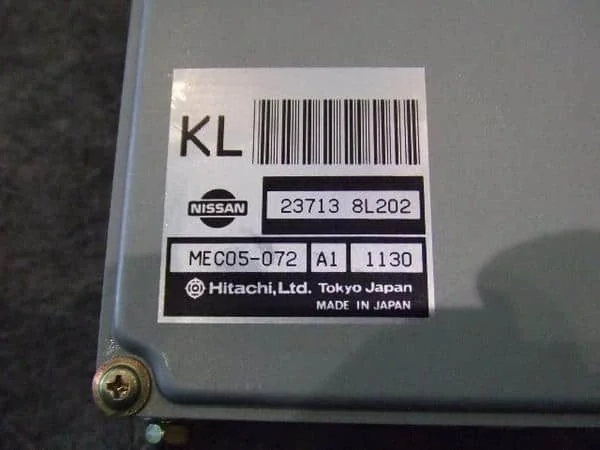 KL
NISSAN 23713 8L202
MEC05-072 A1 1130
Hitachi,Ltd. Tokyo Japan
MADE IN JAPAN